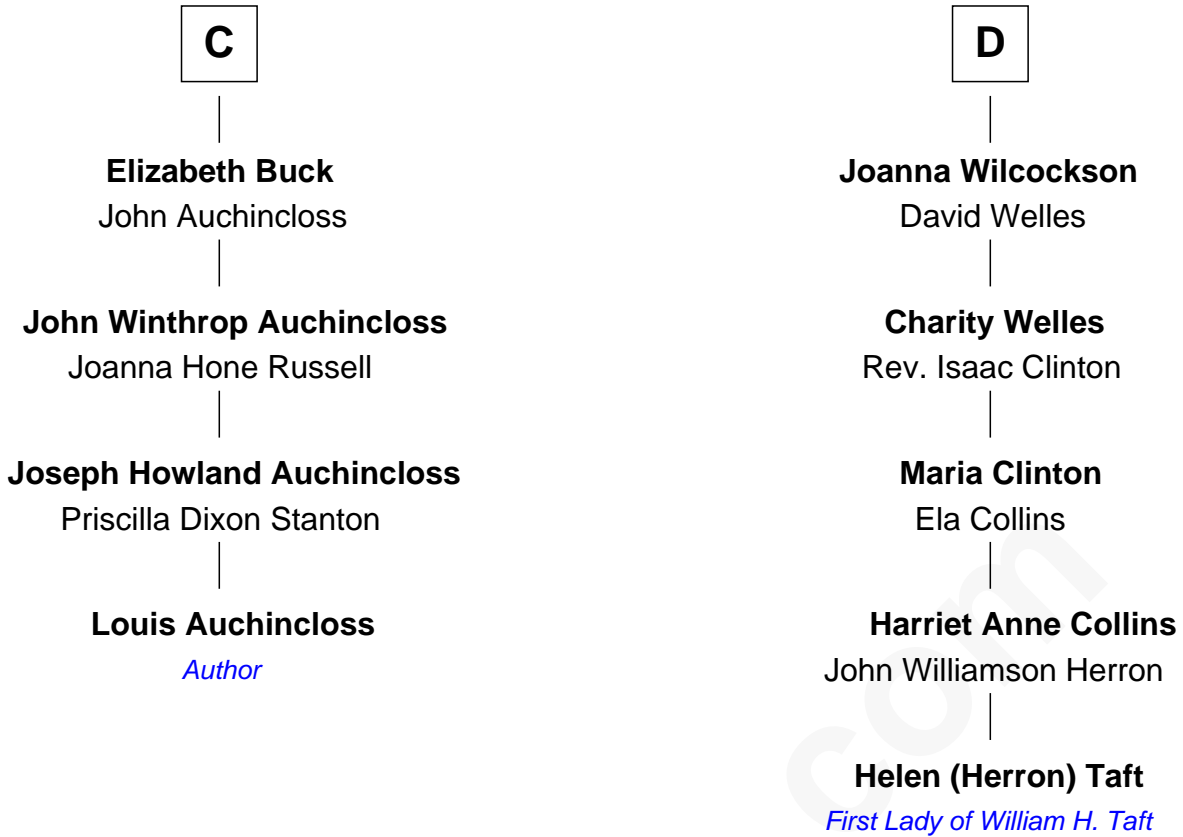 C
Elizabeth Buck
John Auchincloss
John Winthrop Auchincloss
Joanna Hone Russell
Joseph Howland Auchincloss
Priscilla Dixon Stanton
Louis Auchincloss
Author
D
Joanna Wilcockson
David Welles
Charity Welles
Rev. Isaac Clinton
Maria Clinton
Ela Collins
Harriet Anne Collins
John Williamson Herron
Helen (Herron) Taft
First Lady of William H. Taft
com